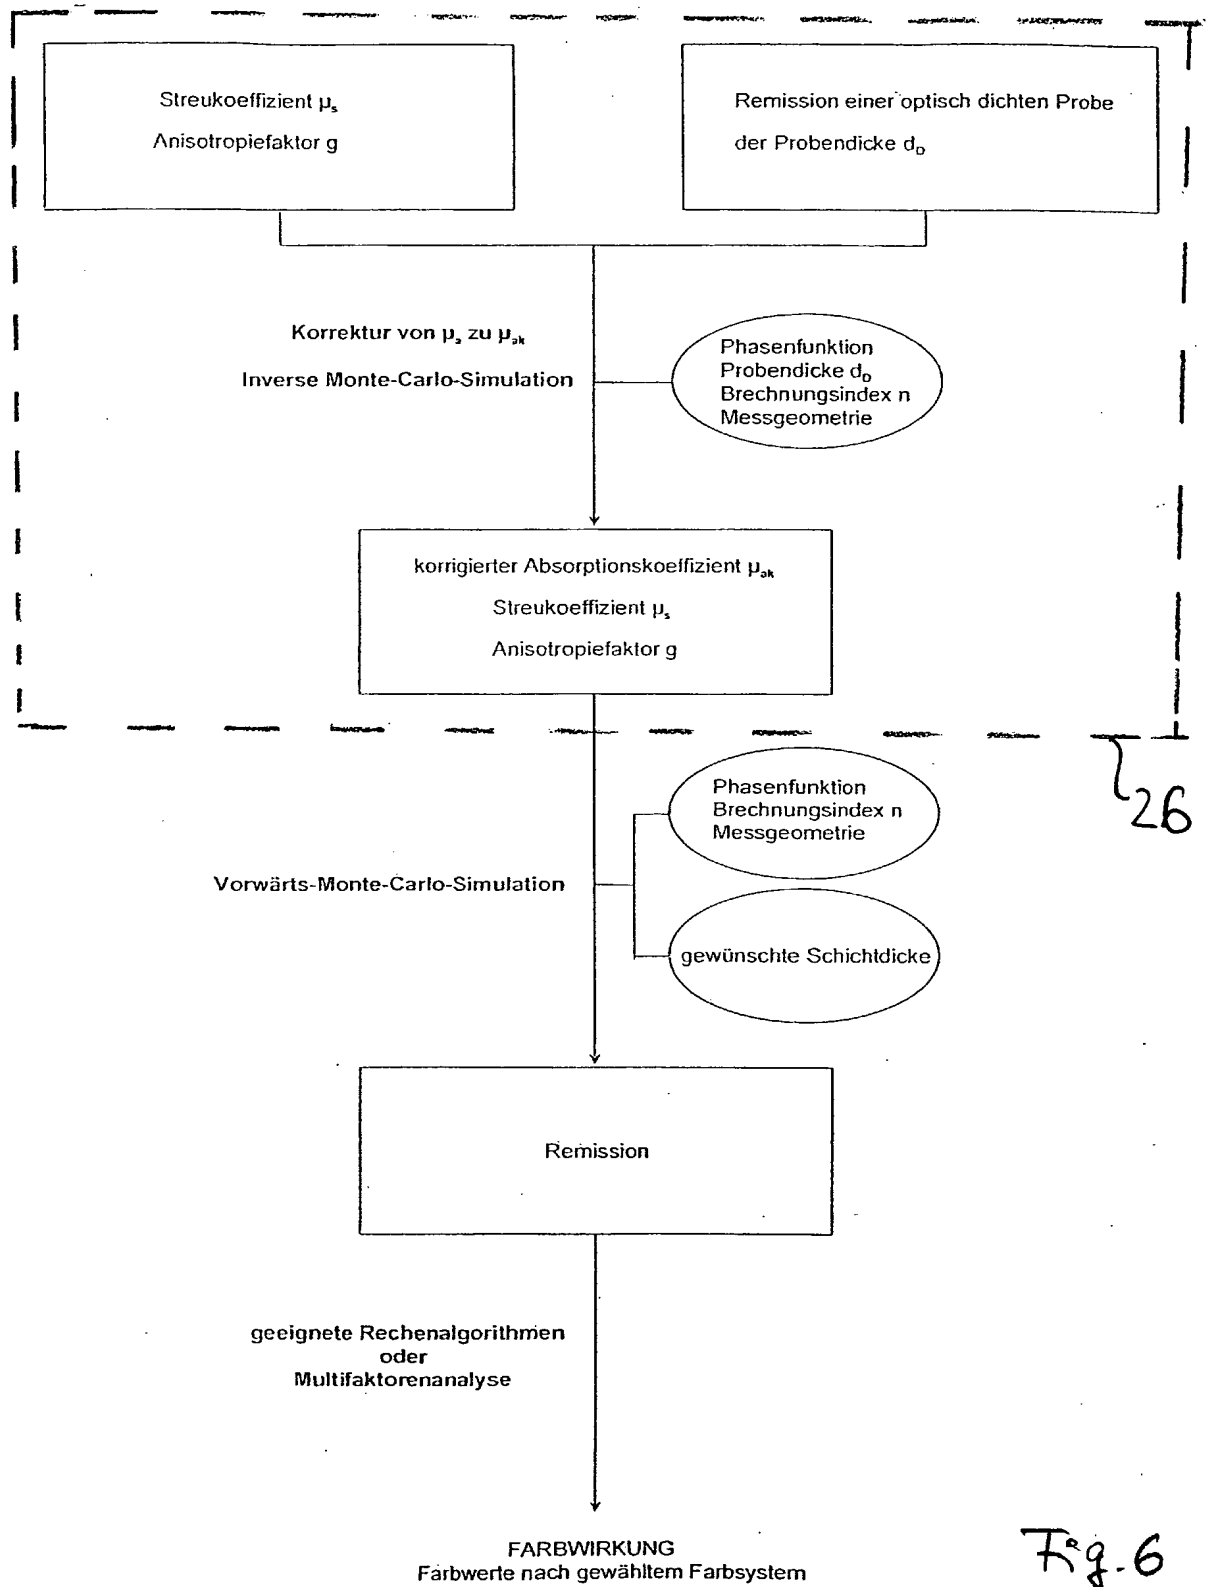 Streukoeffizient μₛ
Anisotropiefaktor g
Remission einer optisch dichten Probe
der Probendicke d_D
Korrektur von μₐ zu μₐₖ
Inverse Monte-Carlo-Simulation
Phasenfunktion
Probendicke d_D
Brechnungsindex n
Messgeometrie
korrigierter Absorptionskoeffizient μₐₖ
Streukoeffizient μₛ
Anisotropiefaktor g
26
Phasenfunktion
Brechnungsindex n
Messgeometrie
Vorwärts-Monte-Carlo-Simulation
gewünschte Schichtdicke
Remission
geeignete Rechenalgorithmen
oder
Multifaktorenanalyse
FARBWIRKUNG
Farbwerte nach gewähltem Farbsystem
Fig. 6